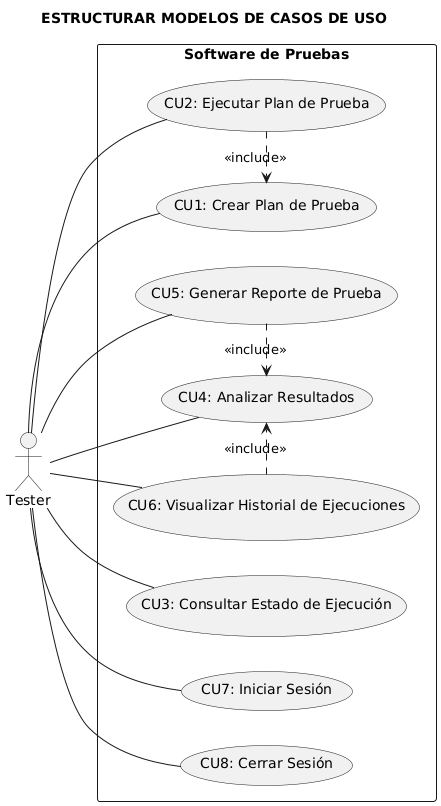 ESTRUCTURAR MODELOS DE CASOS DE USO
Software de Pruebas
CU2: Ejecutar Plan de Prueba
«include»
CU1: Crear Plan de Prueba
CU5: Generar Reporte de Prueba
«include»
CU4: Analizar Resultados
«include»
CU6: Visualizar Historial de Ejecuciones
Tester
CU3: Consultar Estado de Ejecución
CU7: Iniciar Sesión
CU8: Cerrar Sesión